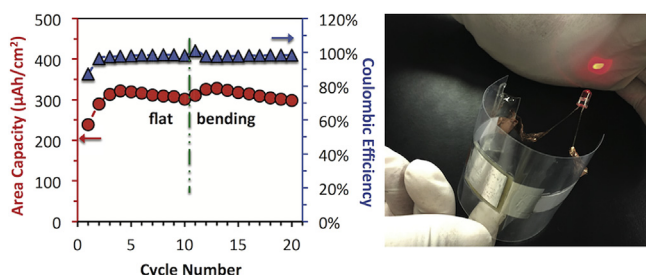 500
400
300
200
100
0
120%
100%
80%
60%
40%
20%
0%
Area Capacity (µAh/cm²)
Coulombic Efficiency
flat bending
0 5 10 15 20
Cycle Number